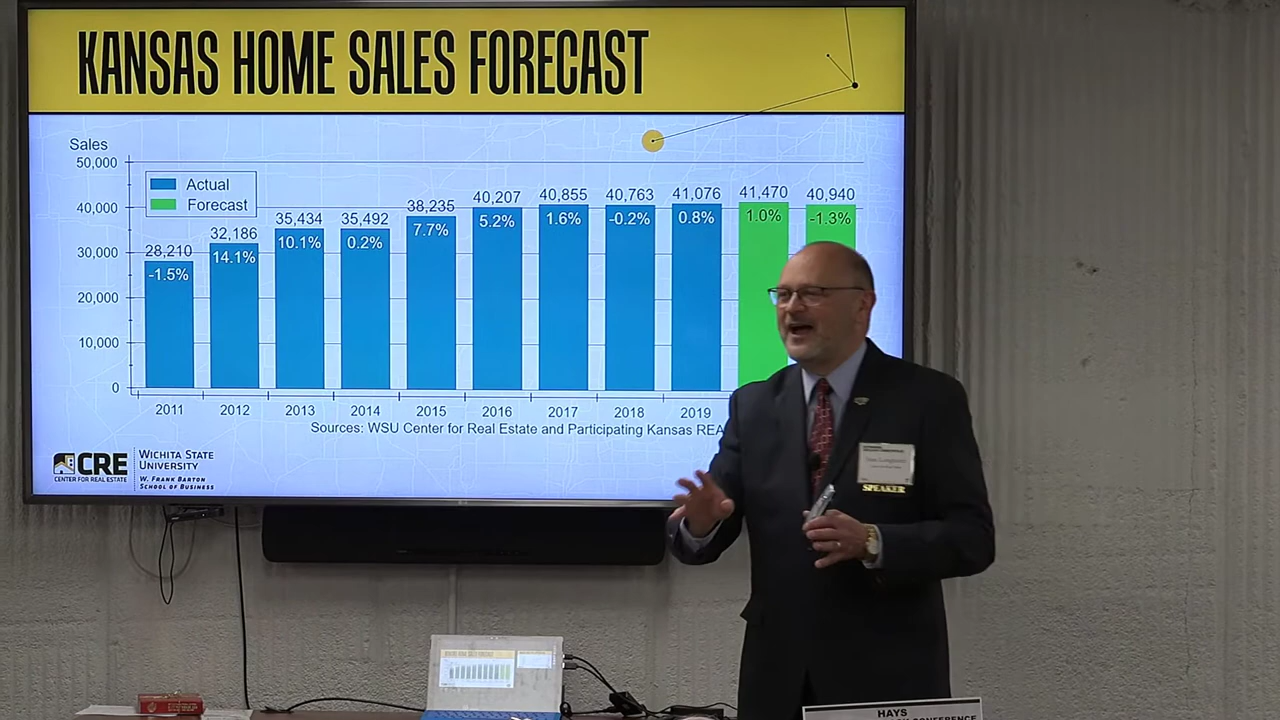 KANSAS HOME SALES FORECAST
Sales
50,000
40,000
30,000
20,000
10,000
0
Actual
Forecast
28,210
32,186
35,434
35,492
38,235
40,207
40,855
40,763
41,076
41,470
40,940
-1.5%
14.1%
10.1%
0.2%
7.7%
5.2%
1.6%
-0.2%
0.8%
1.0%
-1.3%
2011
2012
2013
2014
2015
2016
2017
2018
2019
Sources: WSU Center for Real Estate and Participating Kansas REA
CRE
CENTER FOR REAL ESTATE
WICHITA STATE
UNIVERSITY
W. FRANK BARTON
SCHOOL OF BUSINESS
SPEAKER
KANSAS HOME SALES FORECAST
HAYS
CONFERENCE